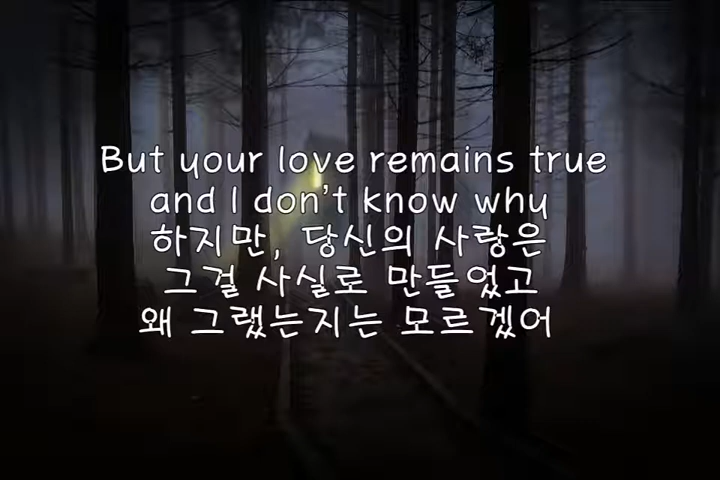 But your love remains true
and I don't know why
하지만, 당신의 사랑은
그걸 사실로 만들었고
왜 그랬는지는 모르겠어